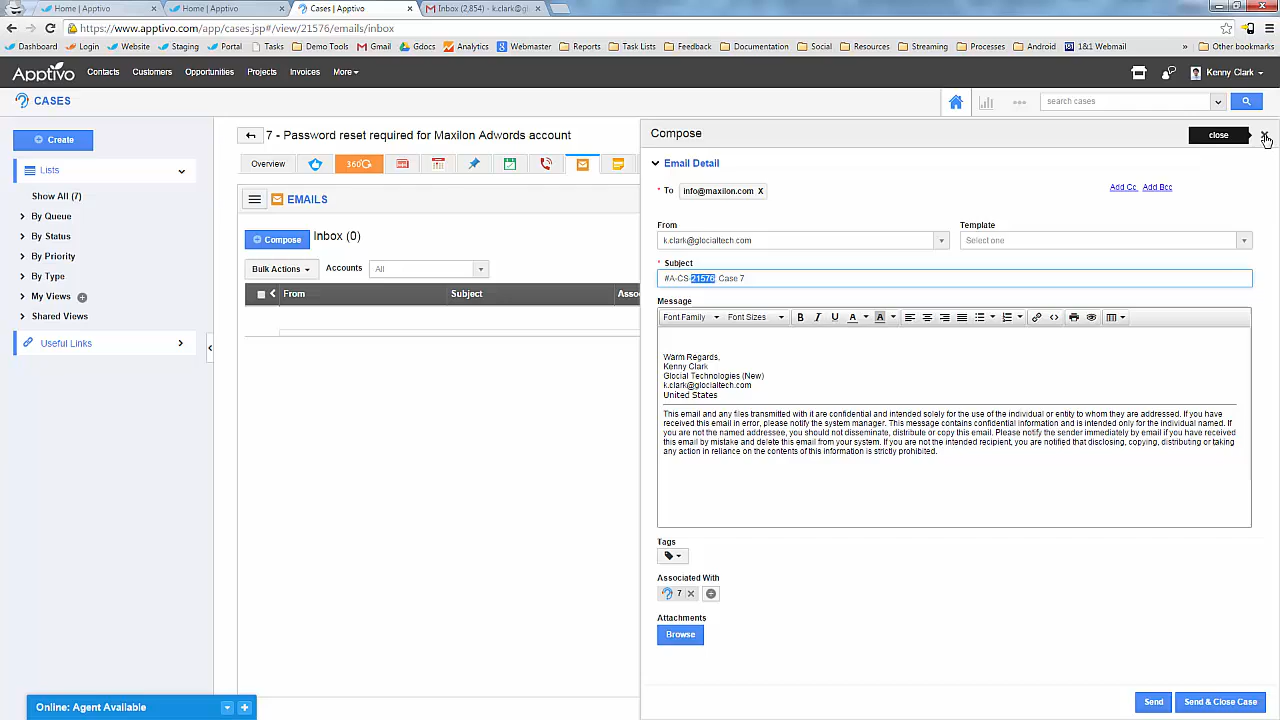 Home | Apptivo
Home | Apptivo
Cases | Apptivo
Inbox (2,854) - k.clark@gl
https://www.apptivo.com/app/cases.jsp#/view/21576/emails/inbox
Dashboard
Login
Website
Staging
Portal
Tasks
Demo Tools
Gmail
Gdocs
Analytics
Webmaster
Reports
Task Lists
Feedback
Documentation
Social
Resources
Streaming
Processes
Android
1&1 Webmail
»
Other bookmarks
Apptivo
Contacts
Customers
Opportunities
Projects
Invoices
More
Kenny Clark
CASES
search cases
Create
7 - Password reset required for Maxilon Adwords account
Compose
close
Lists
Overview
360
Email Detail
Show All (7)
By Queue
By Status
By Priority
By Type
My Views
Shared Views
Useful Links
EMAILS
Compose
Inbox (0)
Bulk Actions
Accounts
All
From
Subject
Asso
* To
info@maxilon.com X
Add Cc
Add Bcc
From
Template
k.clark@glocialtech.com
Select one
* Subject
#A-CS-21576 Case 7
Message
Font Family
Font Sizes
B
I
U
A
A
Warm Regards,
Kenny Clark
Glocial Technologies (New)
k.clark@glocialtech.com
United States
This email and any files transmitted with it are confidential and intended solely for the use of the individual or entity to whom they are addressed. If you have
received this email in error, please notify the system manager. This message contains confidential information and is intended only for the individual named. If
you are not the named addressee, you should not disseminate, distribute or copy this email. Please notify the sender immediately by email if you have received
this email by mistake and delete this email from your system. If you are not the intended recipient, you are notified that disclosing, copying, distributing or taking
any action in reliance on the contents of this information is strictly prohibited.
Tags
Associated With
7
Attachments
Browse
Send
Send & Close Case
Online: Agent Available